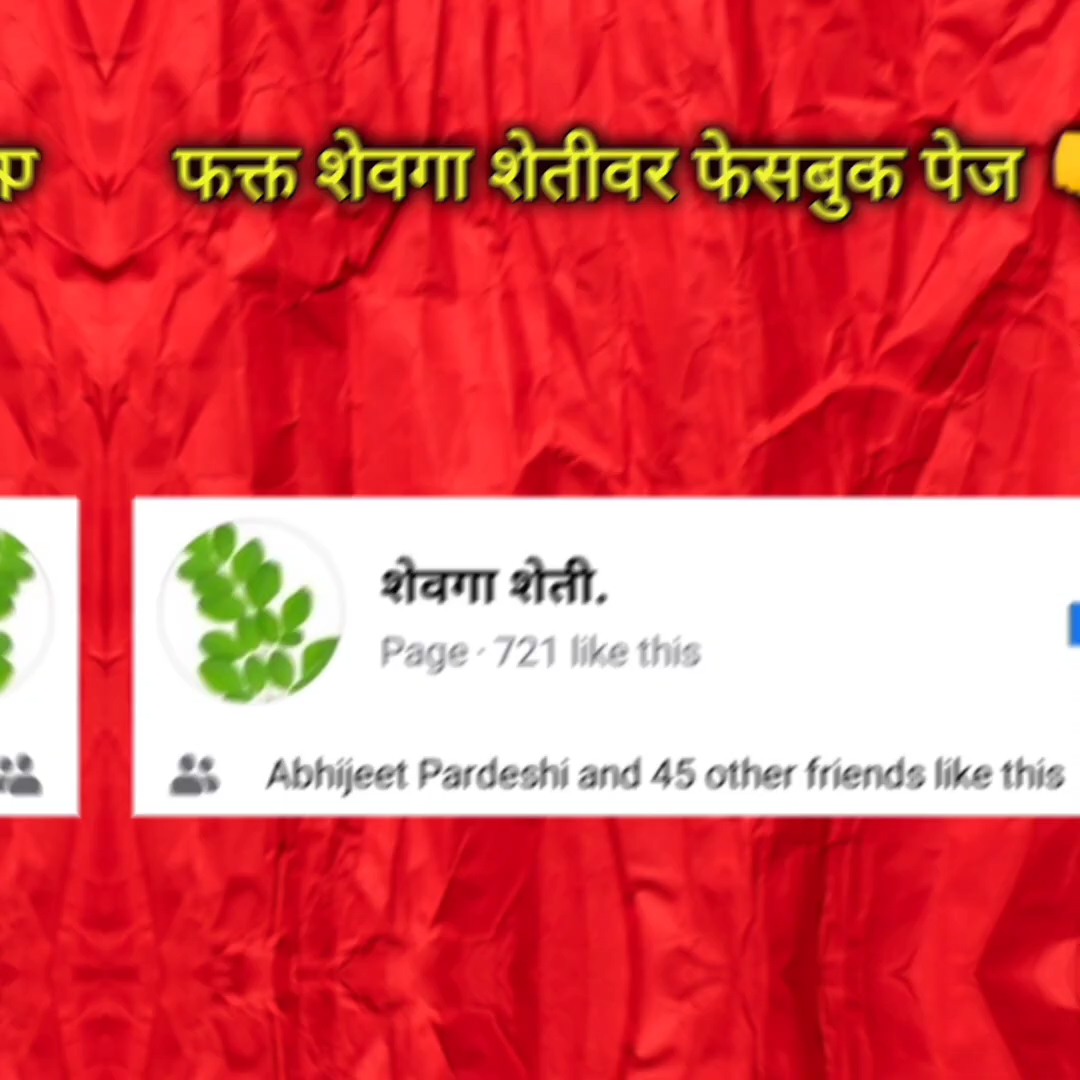 फक्त शेवगा शेतीवर फेसबुक पेज
शेवगा शेती.
Page · 721 like this
Abhijeet Pardeshi and 45 other friends like this